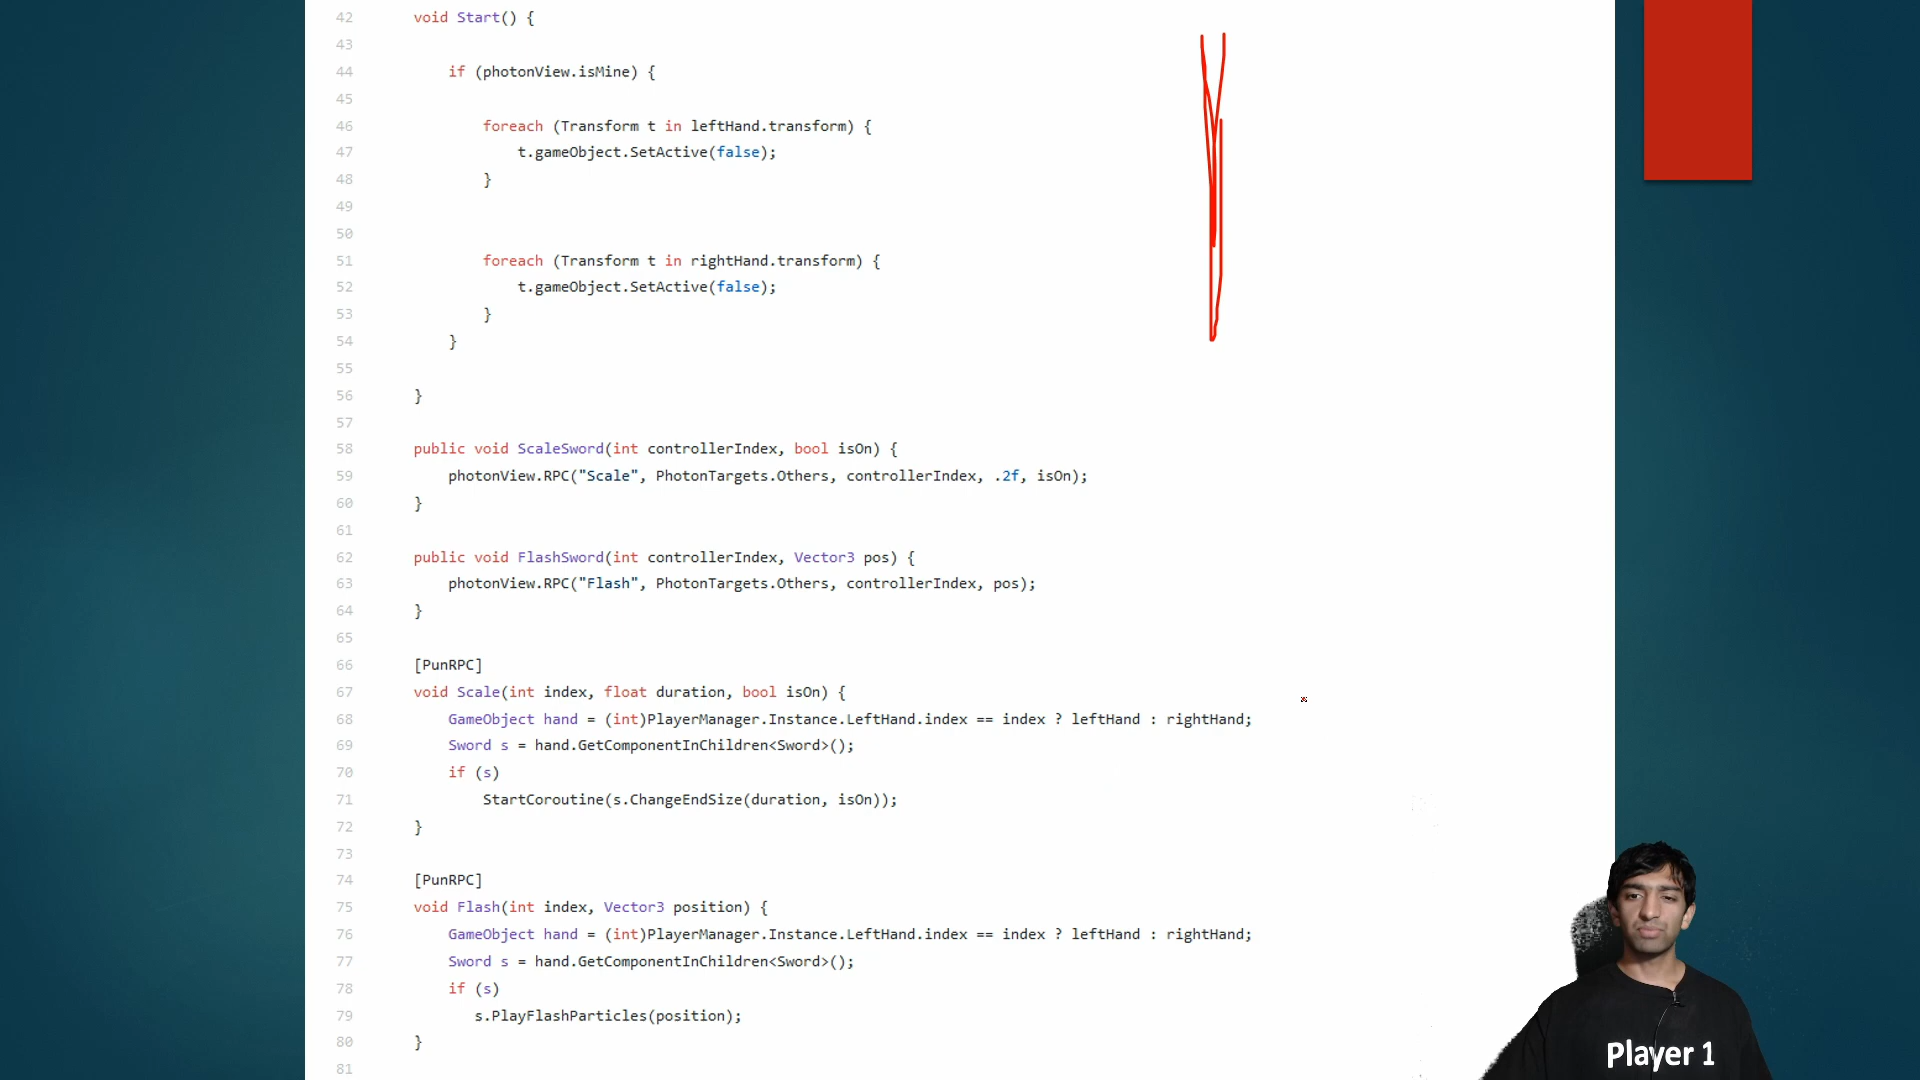 42 void Start() {
43
44 if (photonView.isMine) {
45
46 foreach (Transform t in leftHand.transform) {
47 t.gameObject.SetActive(false);
48 }
49
50
51 foreach (Transform t in rightHand.transform) {
52 t.gameObject.SetActive(false);
53 }
54 }
55
56 }
57
58 public void ScaleSword(int controllerIndex, bool isOn) {
59 photonView.RPC("Scale", PhotonTargets.Others, controllerIndex, .2f, isOn);
60 }
61
62 public void FlashSword(int controllerIndex, Vector3 pos) {
63 photonView.RPC("Flash", PhotonTargets.Others, controllerIndex, pos);
64 }
65
66 [PunRPC]
67 void Scale(int index, float duration, bool isOn) {
68 GameObject hand = (int)PlayerManager.Instance.LeftHand.index == index ? leftHand : rightHand;
69 Sword s = hand.GetComponentInChildren<Sword>();
70 if (s)
71 StartCoroutine(s.ChangeEndSize(duration, isOn));
72 }
73
74 [PunRPC]
75 void Flash(int index, Vector3 position) {
76 GameObject hand = (int)PlayerManager.Instance.LeftHand.index == index ? leftHand : rightHand;
77 Sword s = hand.GetComponentInChildren<Sword>();
78 if (s)
79 s.PlayFlashParticles(position);
80 }
81
Player 1